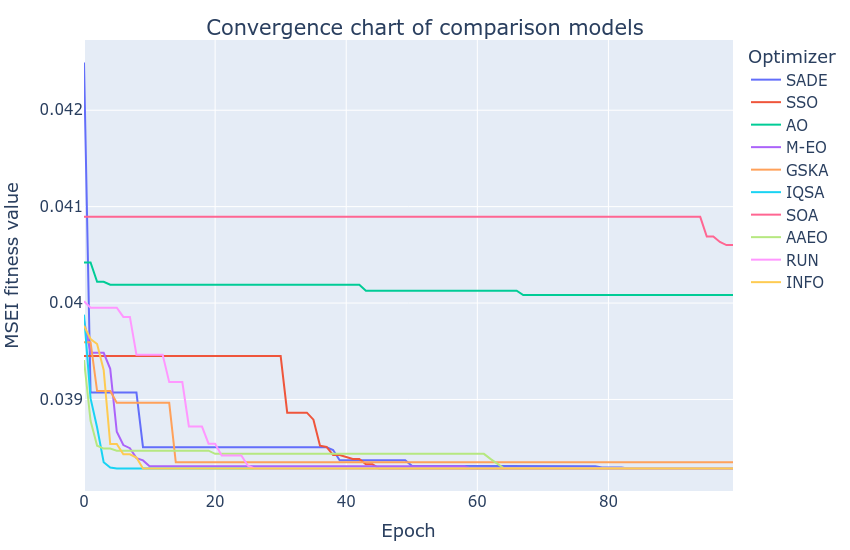 Convergence chart of comparison models
MSEI fitness value
0.042
0.041
0.04
0.039
0
20
40
60
80
Epoch
Optimizer
SADE
SSO
AO
M-EO
GSKA
IQSA
SOA
AAEO
RUN
INFO